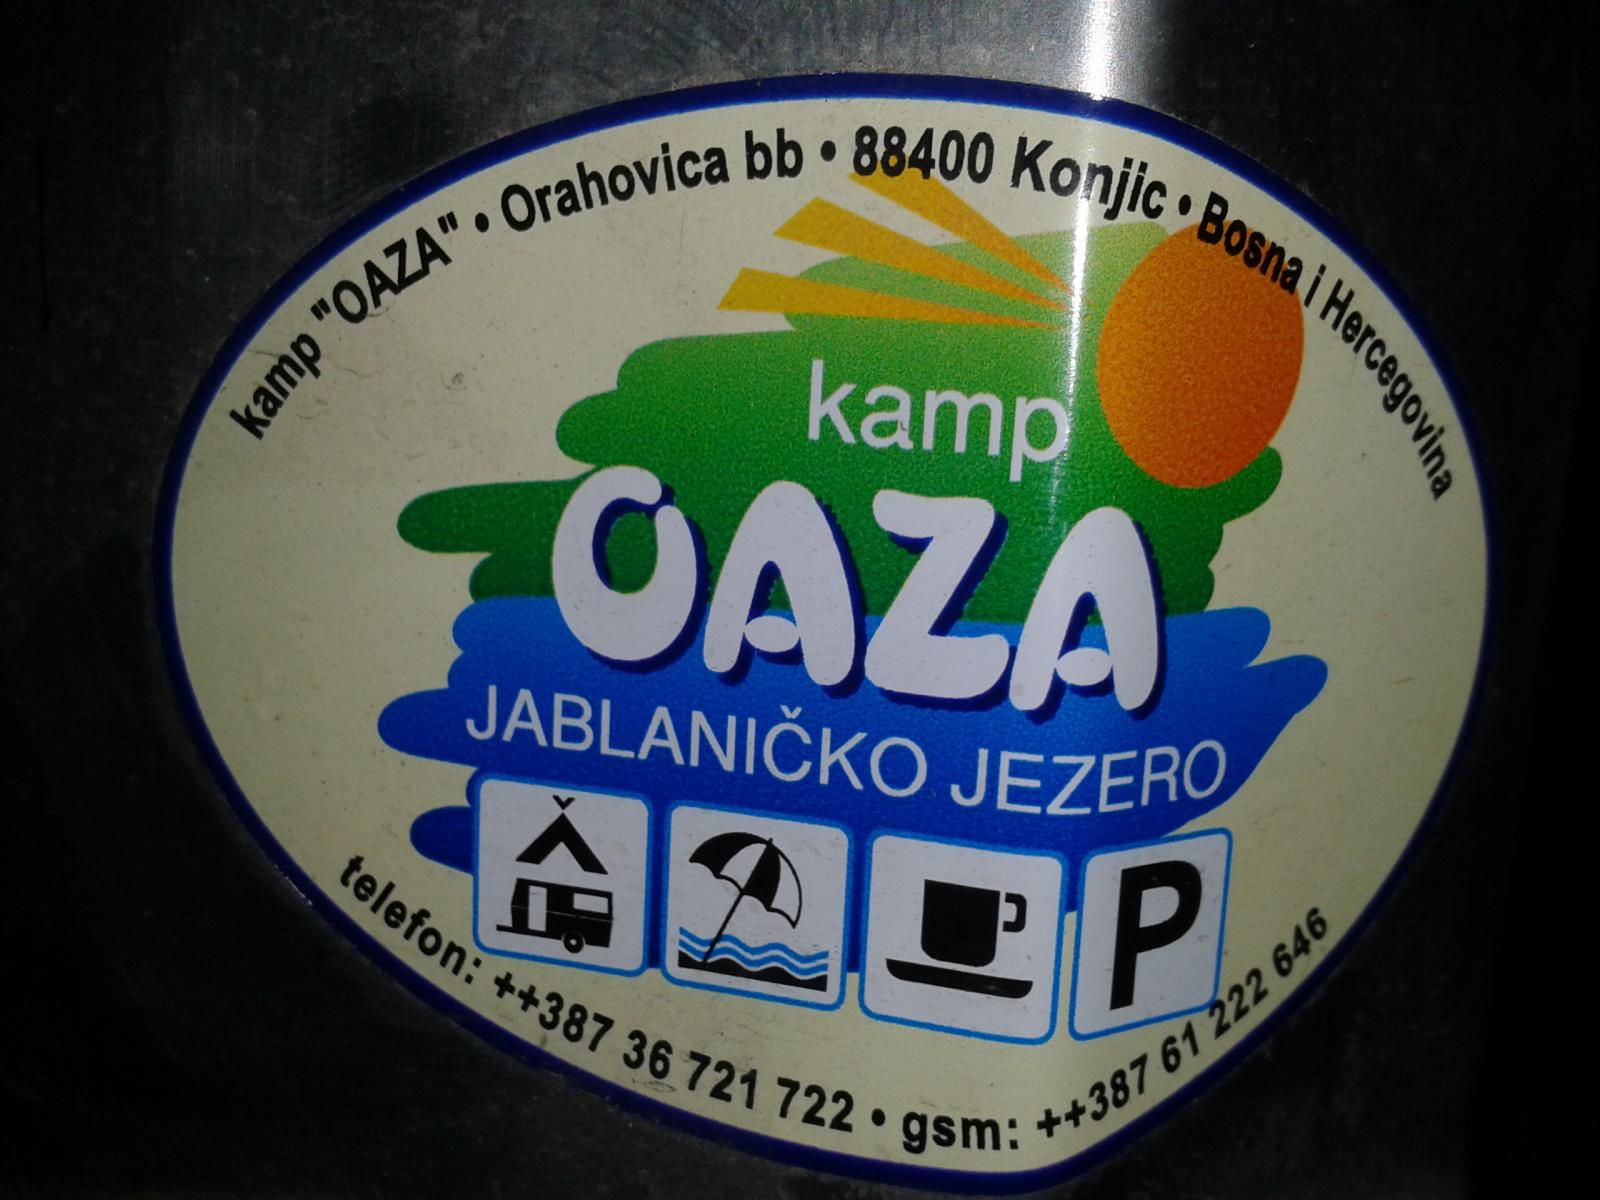 kamp "OAZA" • Orahovica bb • 88400 Konjic • Bosna i Hercegovina
kamp
OAZA
JABLANIČKO JEZERO
P
telefon: ++387 36 721 722 • gsm: ++387 61 222 646